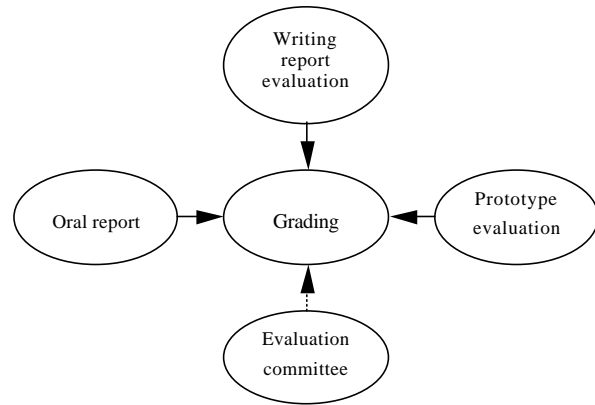 Writing
report
evaluation
Oral report
Grading
Prototype
evaluation
Evaluation
committee